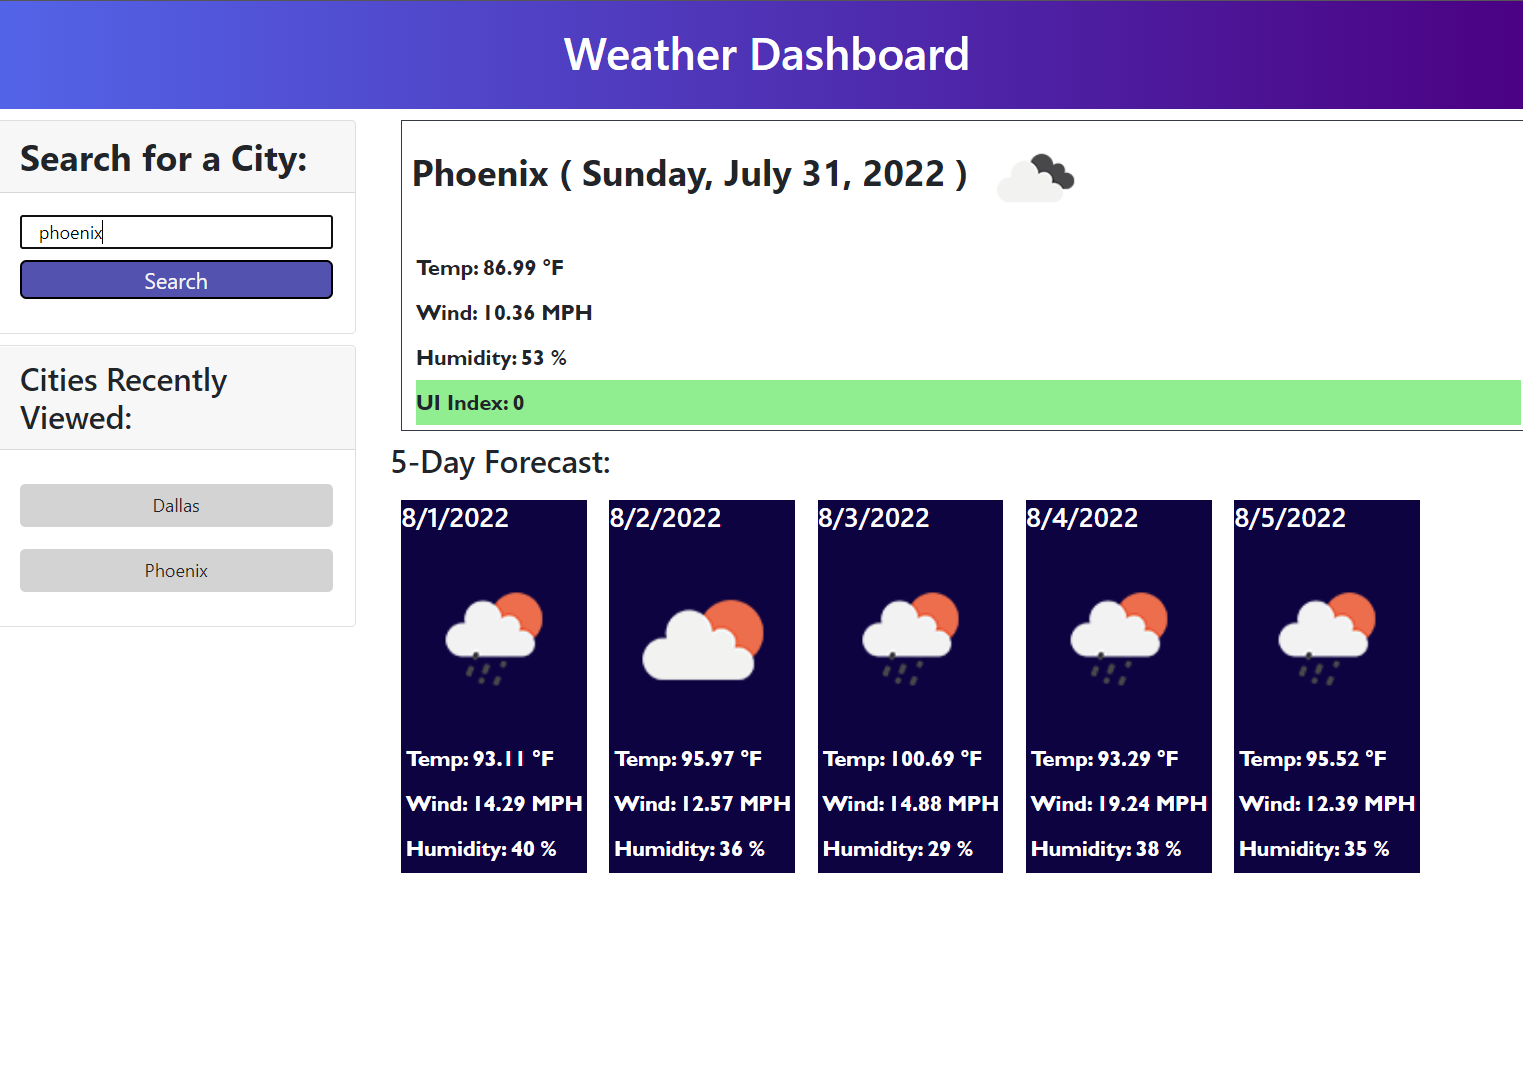 Weather Dashboard
Search for a City:
phoenix
Search
Cities Recently
Viewed:
Dallas
Phoenix
Phoenix ( Sunday, July 31, 2022 )
Temp: 86.99 °F
Wind: 10.36 MPH
Humidity: 53 %
UI Index: 0
5-Day Forecast:
8/1/2022
Temp: 93.11 °F
Wind: 14.29 MPH
Humidity: 40 %
8/2/2022
Temp: 95.97 °F
Wind: 12.57 MPH
Humidity: 36 %
8/3/2022
Temp: 100.69 °F
Wind: 14.88 MPH
Humidity: 29 %
8/4/2022
Temp: 93.29 °F
Wind: 19.24 MPH
Humidity: 38 %
8/5/2022
Temp: 95.52 °F
Wind: 12.39 MPH
Humidity: 35 %